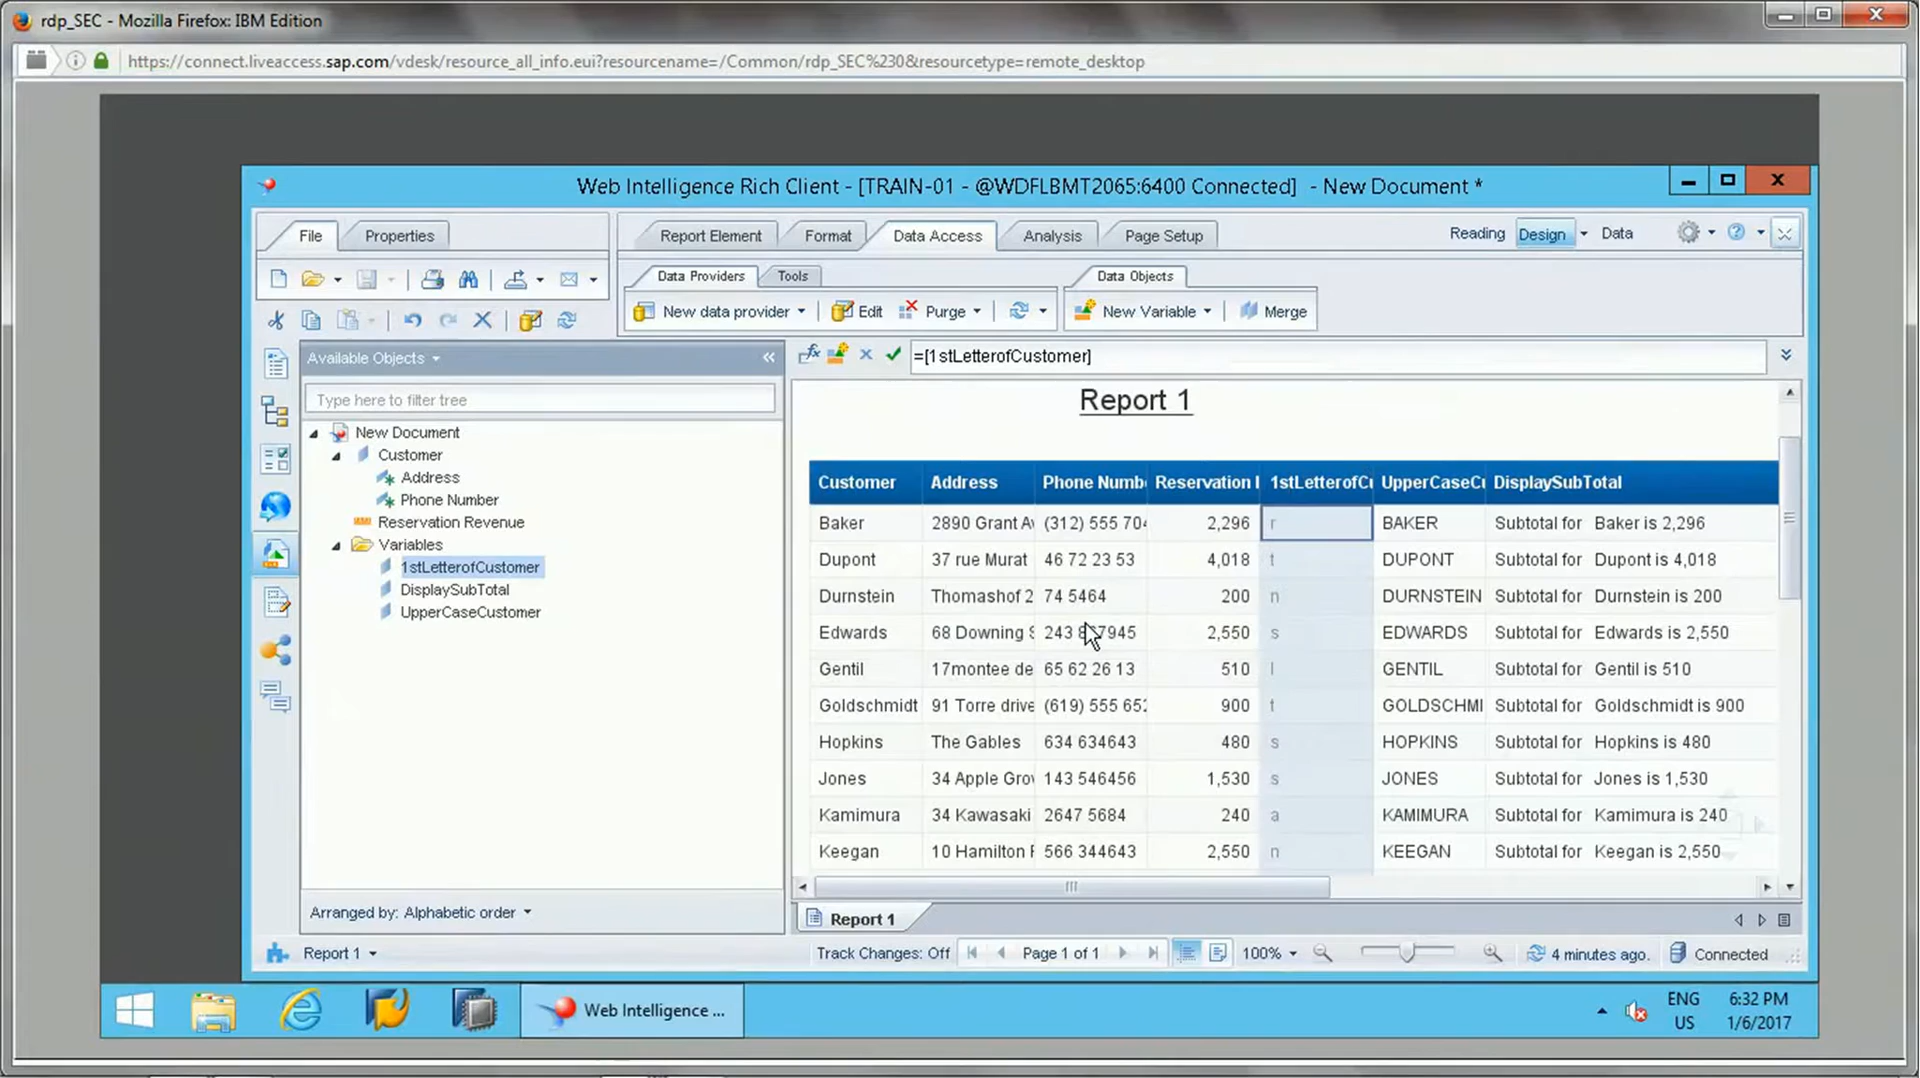 rdp_SEC - Mozilla Firefox: IBM Edition
https://connect.liveaccess.sap.com/vdesk/resource_all_info.eui?resourcename=/Common/rdp_SEC%230&resourcetype=remote_desktop
Web Intelligence Rich Client - [TRAIN-01 - @WDFLBMT2065:6400 Connected] - New Document *
File Properties Report Element Format Data Access Analysis Page Setup Reading Design Data
Data Providers Tools Data Objects
New data provider Edit Purge New Variable Merge
Available Objects =[1stLetterofCustomer]
Type here to filter tree
New Document
Customer
Address
Phone Number
Reservation Revenue
Variables
1stLetterofCustomer
DisplaySubTotal
UpperCaseCustomer
Arranged by: Alphabetic order
Report 1
Customer Address Phone Numb Reservation 1stLetterofC UpperCaseC DisplaySubTotal
Baker 2890 Grant Av (312) 555 704 2,296 r BAKER Subtotal for Baker is 2,296
Dupont 37 rue Murat 46 72 23 53 4,018 t DUPONT Subtotal for Dupont is 4,018
Durnstein Thomashof 2 74 5464 200 n DURNSTEIN Subtotal for Durnstein is 200
Edwards 68 Downing S 243 7945 2,550 s EDWARDS Subtotal for Edwards is 2,550
Gentil 17montee de 65 62 26 13 510 l GENTIL Subtotal for Gentil is 510
Goldschmidt 91 Torre drive (619) 555 652 900 t GOLDSCHMI Subtotal for Goldschmidt is 900
Hopkins The Gables 634 634643 480 s HOPKINS Subtotal for Hopkins is 480
Jones 34 Apple Gro 143 546456 1,530 s JONES Subtotal for Jones is 1,530
Kamimura 34 Kawasaki 2647 5684 240 a KAMIMURA Subtotal for Kamimura is 240
Keegan 10 Hamilton 566 344643 2,550 n KEEGAN Subtotal for Keegan is 2,550
Report 1
Report 1 Track Changes: Off Page 1 of 1 100% 4 minutes ago. Connected
Web Intelligence ... ENG 6:32 PM
US 1/6/2017